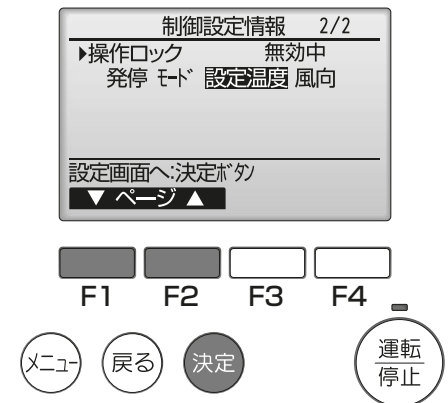 制御設定情報 2/2
▶操作ロック 無効中
発停 ﾓｰﾄﾞ 設定温度 風向
設定画面へ:決定ﾎﾞﾀﾝ
▼ ページ ▲
F1 F2 F3 F4
メニュー 戻る 決定 運転
停止